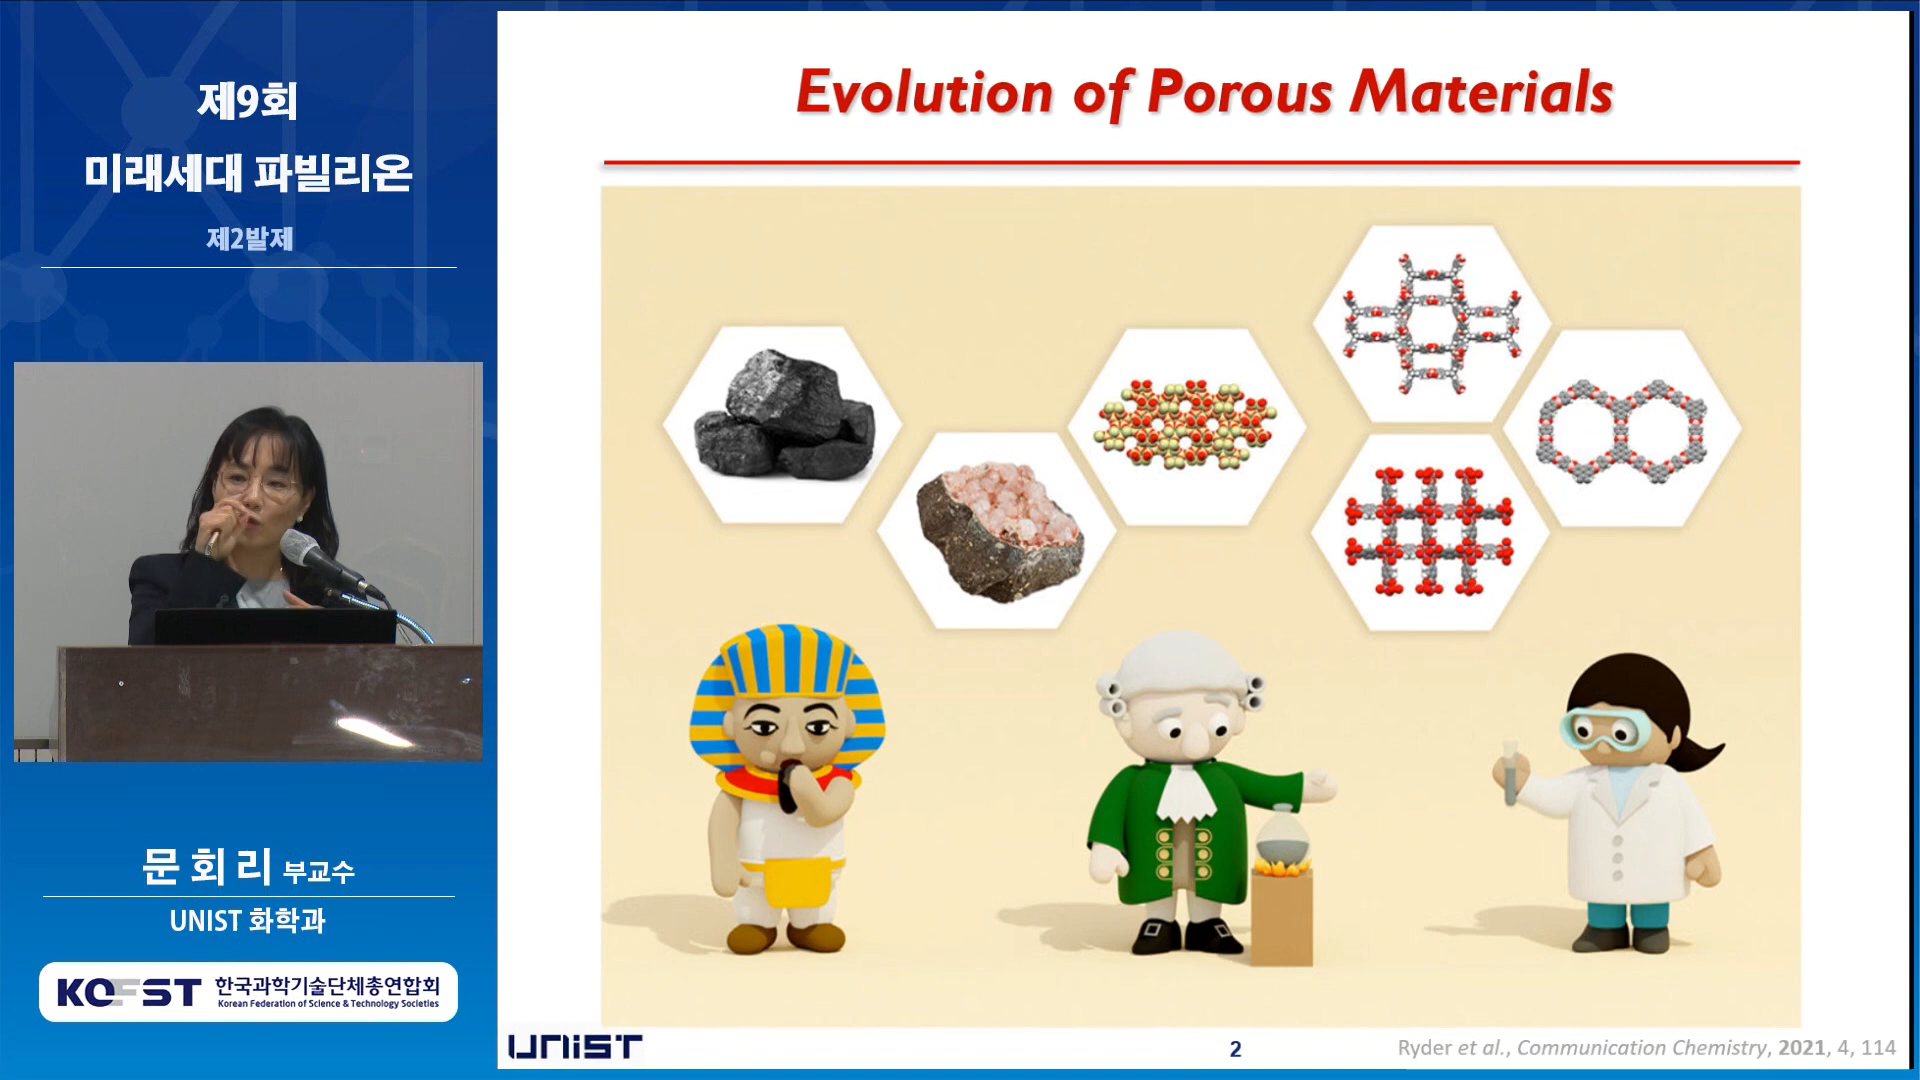 제9회
미래세대 파빌리온
제2발제
문 회 리 부교수
UNIST 화학과
KOFST 한국과학기술단체총연합회
Korean Federation of Science & Technology Societies
Evolution of Porous Materials
UNIST
2
Ryder et al., Communication Chemistry, 2021, 4, 114